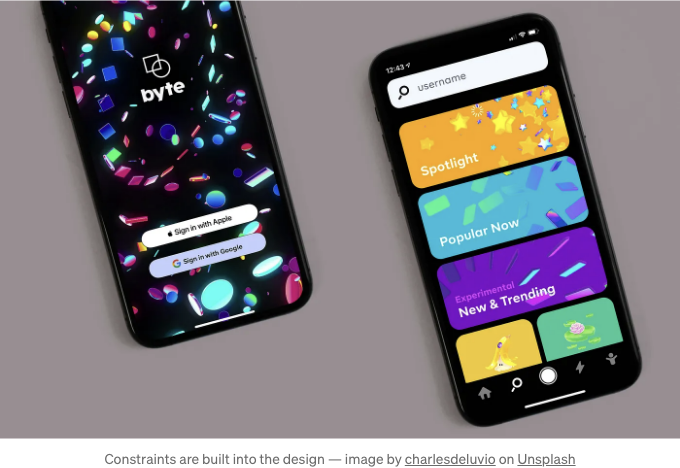 byte
Sign in with Apple
Sign in with Google
12:43
username
Spotlight
Popular Now
Experimental
New & Trending
Constraints are built into the design — image by charlesdeluvio on Unsplash